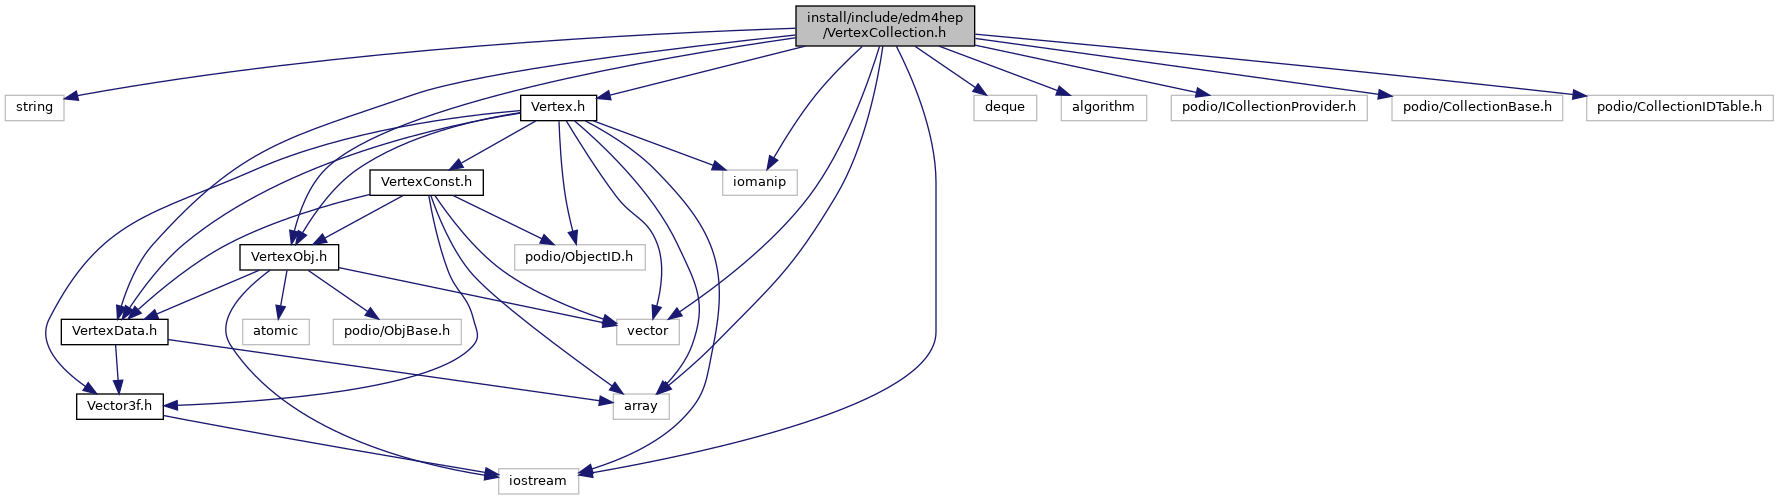 install/include/edm4hep
/VertexCollection.h
string
Vertex.h
deque
algorithm
podio/ICollectionProvider.h
podio/CollectionBase.h
podio/CollectionIDTable.h
VertexConst.h
iomanip
VertexObj.h
podio/ObjectID.h
VertexData.h
atomic
podio/ObjBase.h
vector
Vector3f.h
array
iostream